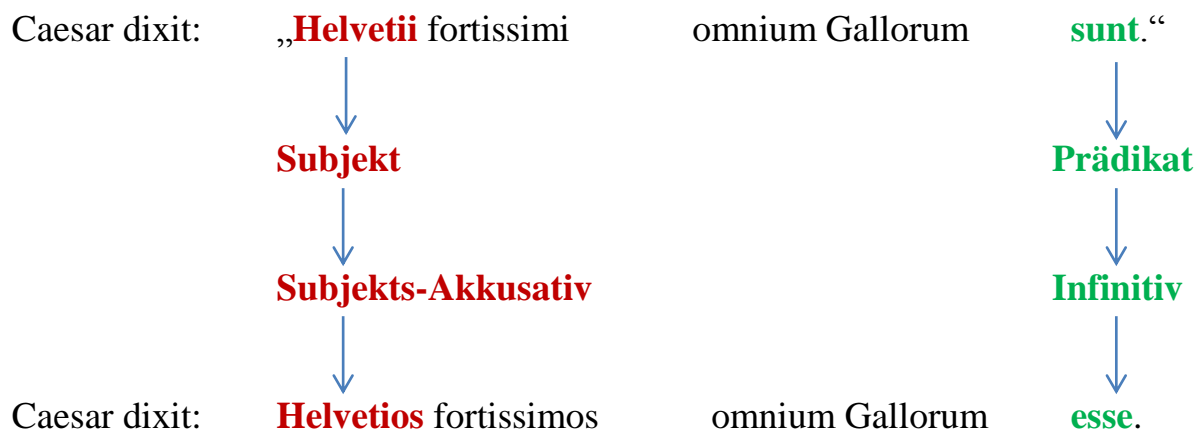 Caesar dixit: „Helvetii fortissimi omnium Gallorum sunt.“
Subjekt Prädikat
Subjekts-Akkusativ Infinitiv
Caesar dixit: Helvetios fortissimos omnium Gallorum esse.